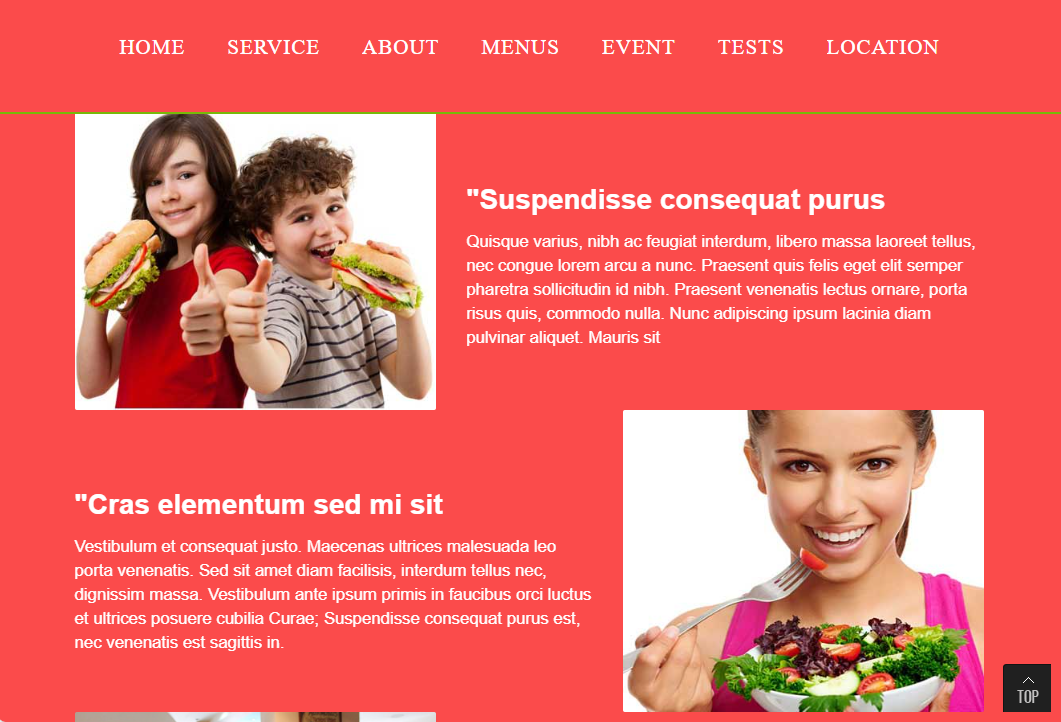 HOME SERVICE ABOUT MENUS EVENT TESTS LOCATION
"Suspendisse consequat purus
Quisque varius, nibh ac feugiat interdum, libero massa laoreet tellus,
nec congue lorem arcu a nunc. Praesent quis felis eget elit semper
pharetra sollicitudin id nibh. Praesent venenatis lectus ornare, porta
risus quis, commodo nulla. Nunc adipiscing ipsum lacinia diam
pulvinar aliquet. Mauris sit
"Cras elementum sed mi sit
Vestibulum et consequat justo. Maecenas ultrices malesuada leo
porta venenatis. Sed sit amet diam facilisis, interdum tellus nec,
dignissim massa. Vestibulum ante ipsum primis in faucibus orci luctus
et ultrices posuere cubilia Curae; Suspendisse consequat purus est,
nec venenatis est sagittis in.
TOP